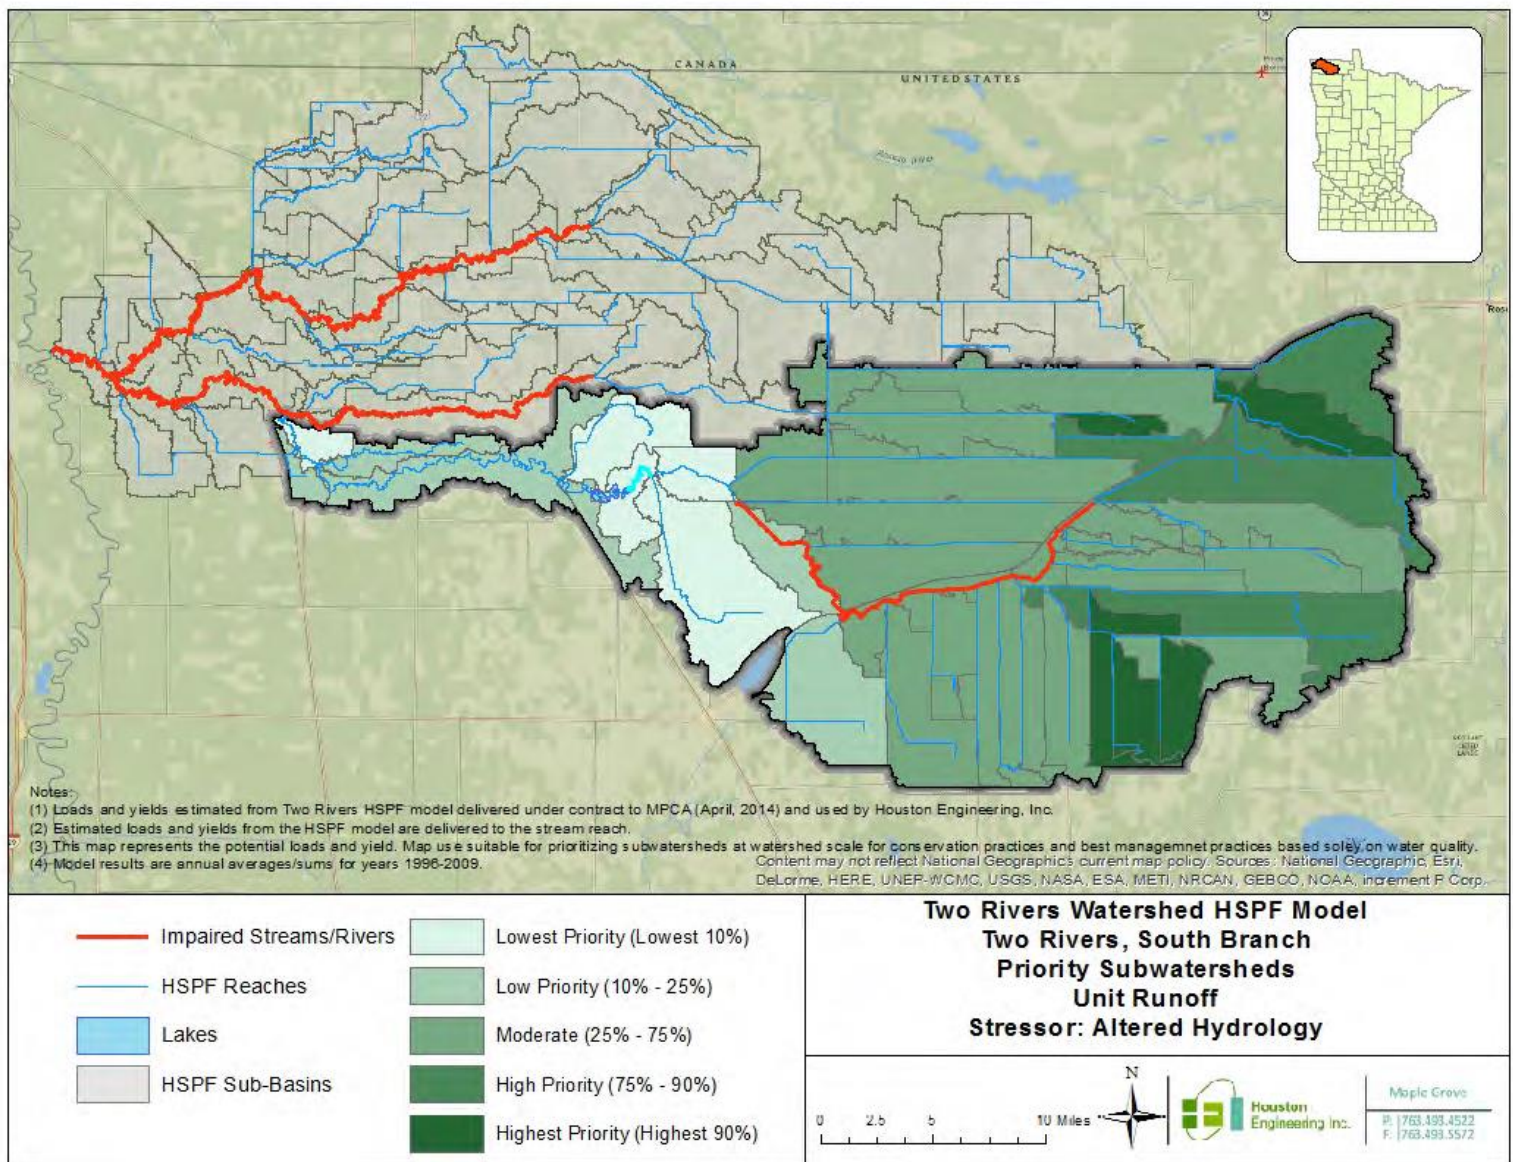 CANADA
UNITED STATES
Notes:
(1) Loads and yields estimated from Two Rivers HSPF model delivered under contract to MPCA (April, 2014) and used by Houston Engineering, Inc.
(2) Estimated loads and yields from the HSPF model are delivered to the stream reach.
(3) This map represents the potential loads and yield. Map use suitable for prioritizing subwatersheds at watershed scale for conservation practices and best managemnet practices based soley on water quality.
(4) Model results are annual averages/sums for years 1996-2009.
Content may not reflect National Geographic's current map policy. Sources: National Geographic, Esri,
DeLorme, HERE, UNEP-WCMC, USGS, NASA, ESA, METI, NRCAN, GEBCO, NOAA, increment P Corp.
Impaired Streams/Rivers
HSPF Reaches
Lakes
HSPF Sub-Basins
Lowest Priority (Lowest 10%)
Low Priority (10% - 25%)
Moderate (25% - 75%)
High Priority (75% - 90%)
Highest Priority (Highest 90%)
Two Rivers Watershed HSPF Model
Two Rivers, South Branch
Priority Subwatersheds
Unit Runoff
Stressor: Altered Hydrology
0 2.5 5 10 Miles
N
Houston
Engineering Inc.
Maple Grove
P: |763.493.4522
F: |763.493.5572